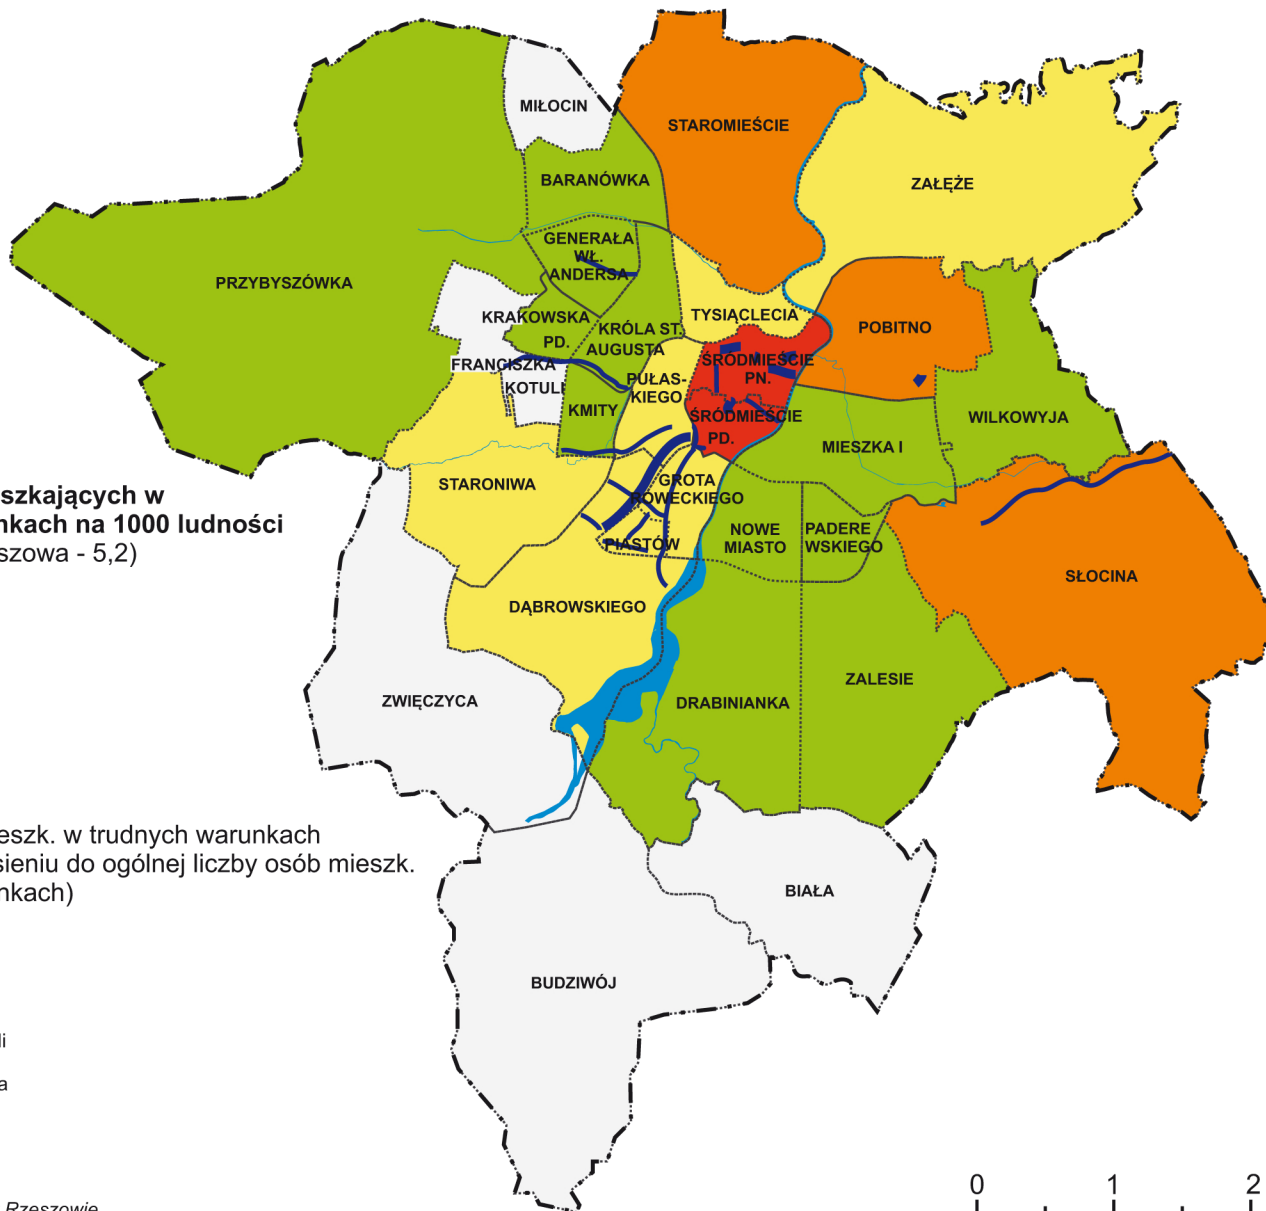 MIŁOCIN
STAROMIEŚCIE
BARANÓWKA
ZAŁĘŻE
GENERAŁA
WŁ.
ANDERSA
PRZYBYSZÓWKA
KRAKOWSKA
PD.
KRÓLA ST.
AUGUSTA
TYSIĄCLECIA
POBITNO
FRANCISZKA
KOTULI
PUŁAS-
KIEGO
ŚRÓDMIEŚCIE
PN.
KMITY
ŚRÓDMIEŚCIE
PD.
MIESZKA I
WILKOWYJA
STARONIWA
GROTA
ROWECKIEGO
szkających w
nkach na 1000 ludności
szowa - 5,2)
PIASTÓW
NOWE
MIASTO
PADERE
WSKIEGO
SŁOCINA
DĄBROWSKIEGO
ZWIĘCZYCA
DRABINIANKA
ZALESIE
eszk. w trudnych warunkach
sieniu do ogólnej liczby osób mieszk.
nkach)
BIAŁA
BUDZIWÓJ
li
a
Rzeszowie
0 1 2